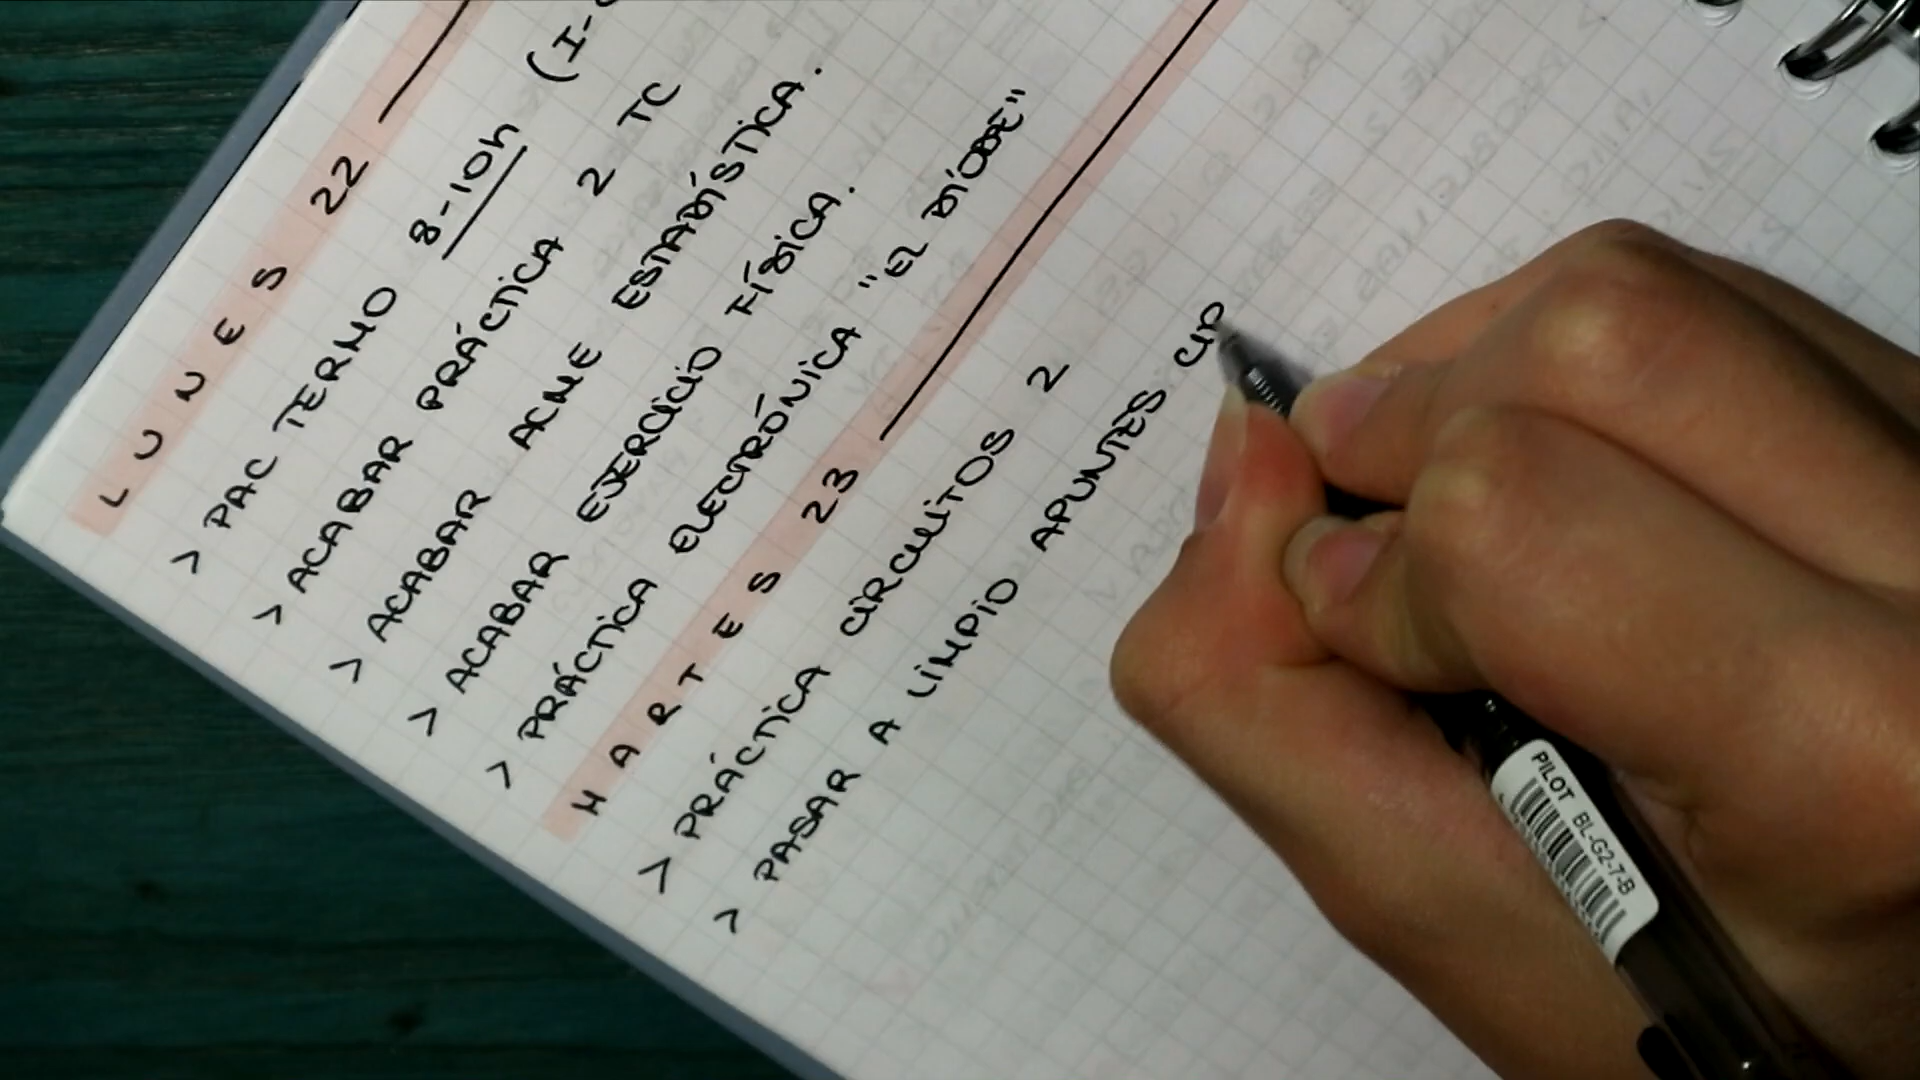 LUNES 22
> PAC TERMO 8-10h (I-
> ACABAR PRÁCTICA 2 TC
> ACABAR ACME ESTADÍSTICA.
> ACABAR EJERCICIO FÍSICA.
> PRÁCTICA ELECTRÓNICA "EL DÍODE"
MARTES 23
> PRÁCTICA CIRCUITOS 2
> PASAR A LIMPIO APUNTES
PILOT BL-G2-7-B